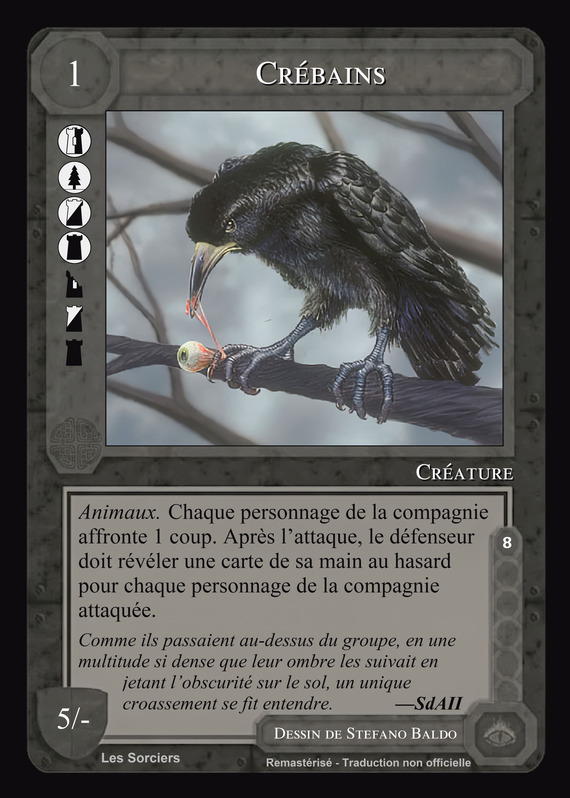 1
CRÉBAINS
CRÉATURE
Animaux. Chaque personnage de la compagnie
affronte 1 coup. Après l’attaque, le défenseur
doit révéler une carte de sa main au hasard
pour chaque personnage de la compagnie
attaquée.
8
Comme ils passaient au-dessus du groupe, en une
multitude si dense que leur ombre les suivait en
jetant l’obscurité sur le sol, un unique
croassement se fit entendre. —SdAII
5/-
DESSIN DE STEFANO BALDO
Les Sorciers
Remastérisé - Traduction non officielle